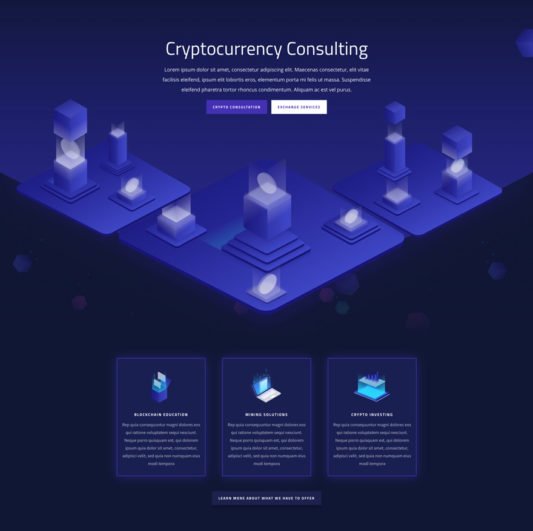 Cryptocurrency Consulting
Lorem ipsum dolor sit amet, consectetur adipiscing elit. Maecenas consectetur, elit vitae
facilisis eleifend, ipsum elit lobortis eros, elementum porta mi felis ut massa. Suspendisse
eleifend pharetra tortor rhoncus condimentum. Aliquam ac est vel purus.
CRYPTO CONSULTATION
EXCHANGE SERVICES
BLOCKCHAIN EDUCATION
Rep quia consequuntur magni dolores eos
qui ratione voluptatem sequi nesciunt.
Neque porro quisquam est, qui dolorem
ipsum quia dolor sit amet, consectetur,
adipisci velit, sed quia non numquam eius
modi tempora
MINING SOLUTIONS
Rep quia consequuntur magni dolores eos
qui ratione voluptatem sequi nesciunt.
Neque porro quisquam est, qui dolorem
ipsum quia dolor sit amet, consectetur,
adipisci velit, sed quia non numquam eius
modi tempora
CRYPTO INVESTING
Rep quia consequuntur magni dolores eos
qui ratione voluptatem sequi nesciunt.
Neque porro quisquam est, qui dolorem
ipsum quia dolor sit amet, consectetur,
adipisci velit, sed quia non numquam eius
modi tempora
LEARN MORE ABOUT WHAT WE HAVE TO OFFER